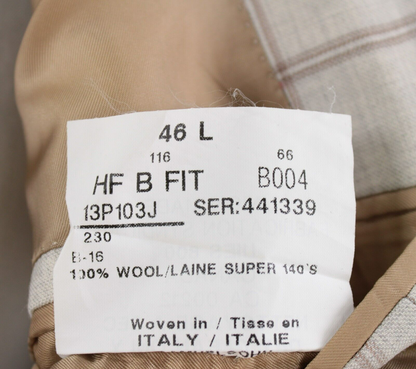 46 L
116 66
HF B FIT B004
13P103J SER:441339
230
B-16
100% WOOL/LAINE SUPER 140'S
Woven in / Tisse en
ITALY / ITALIE